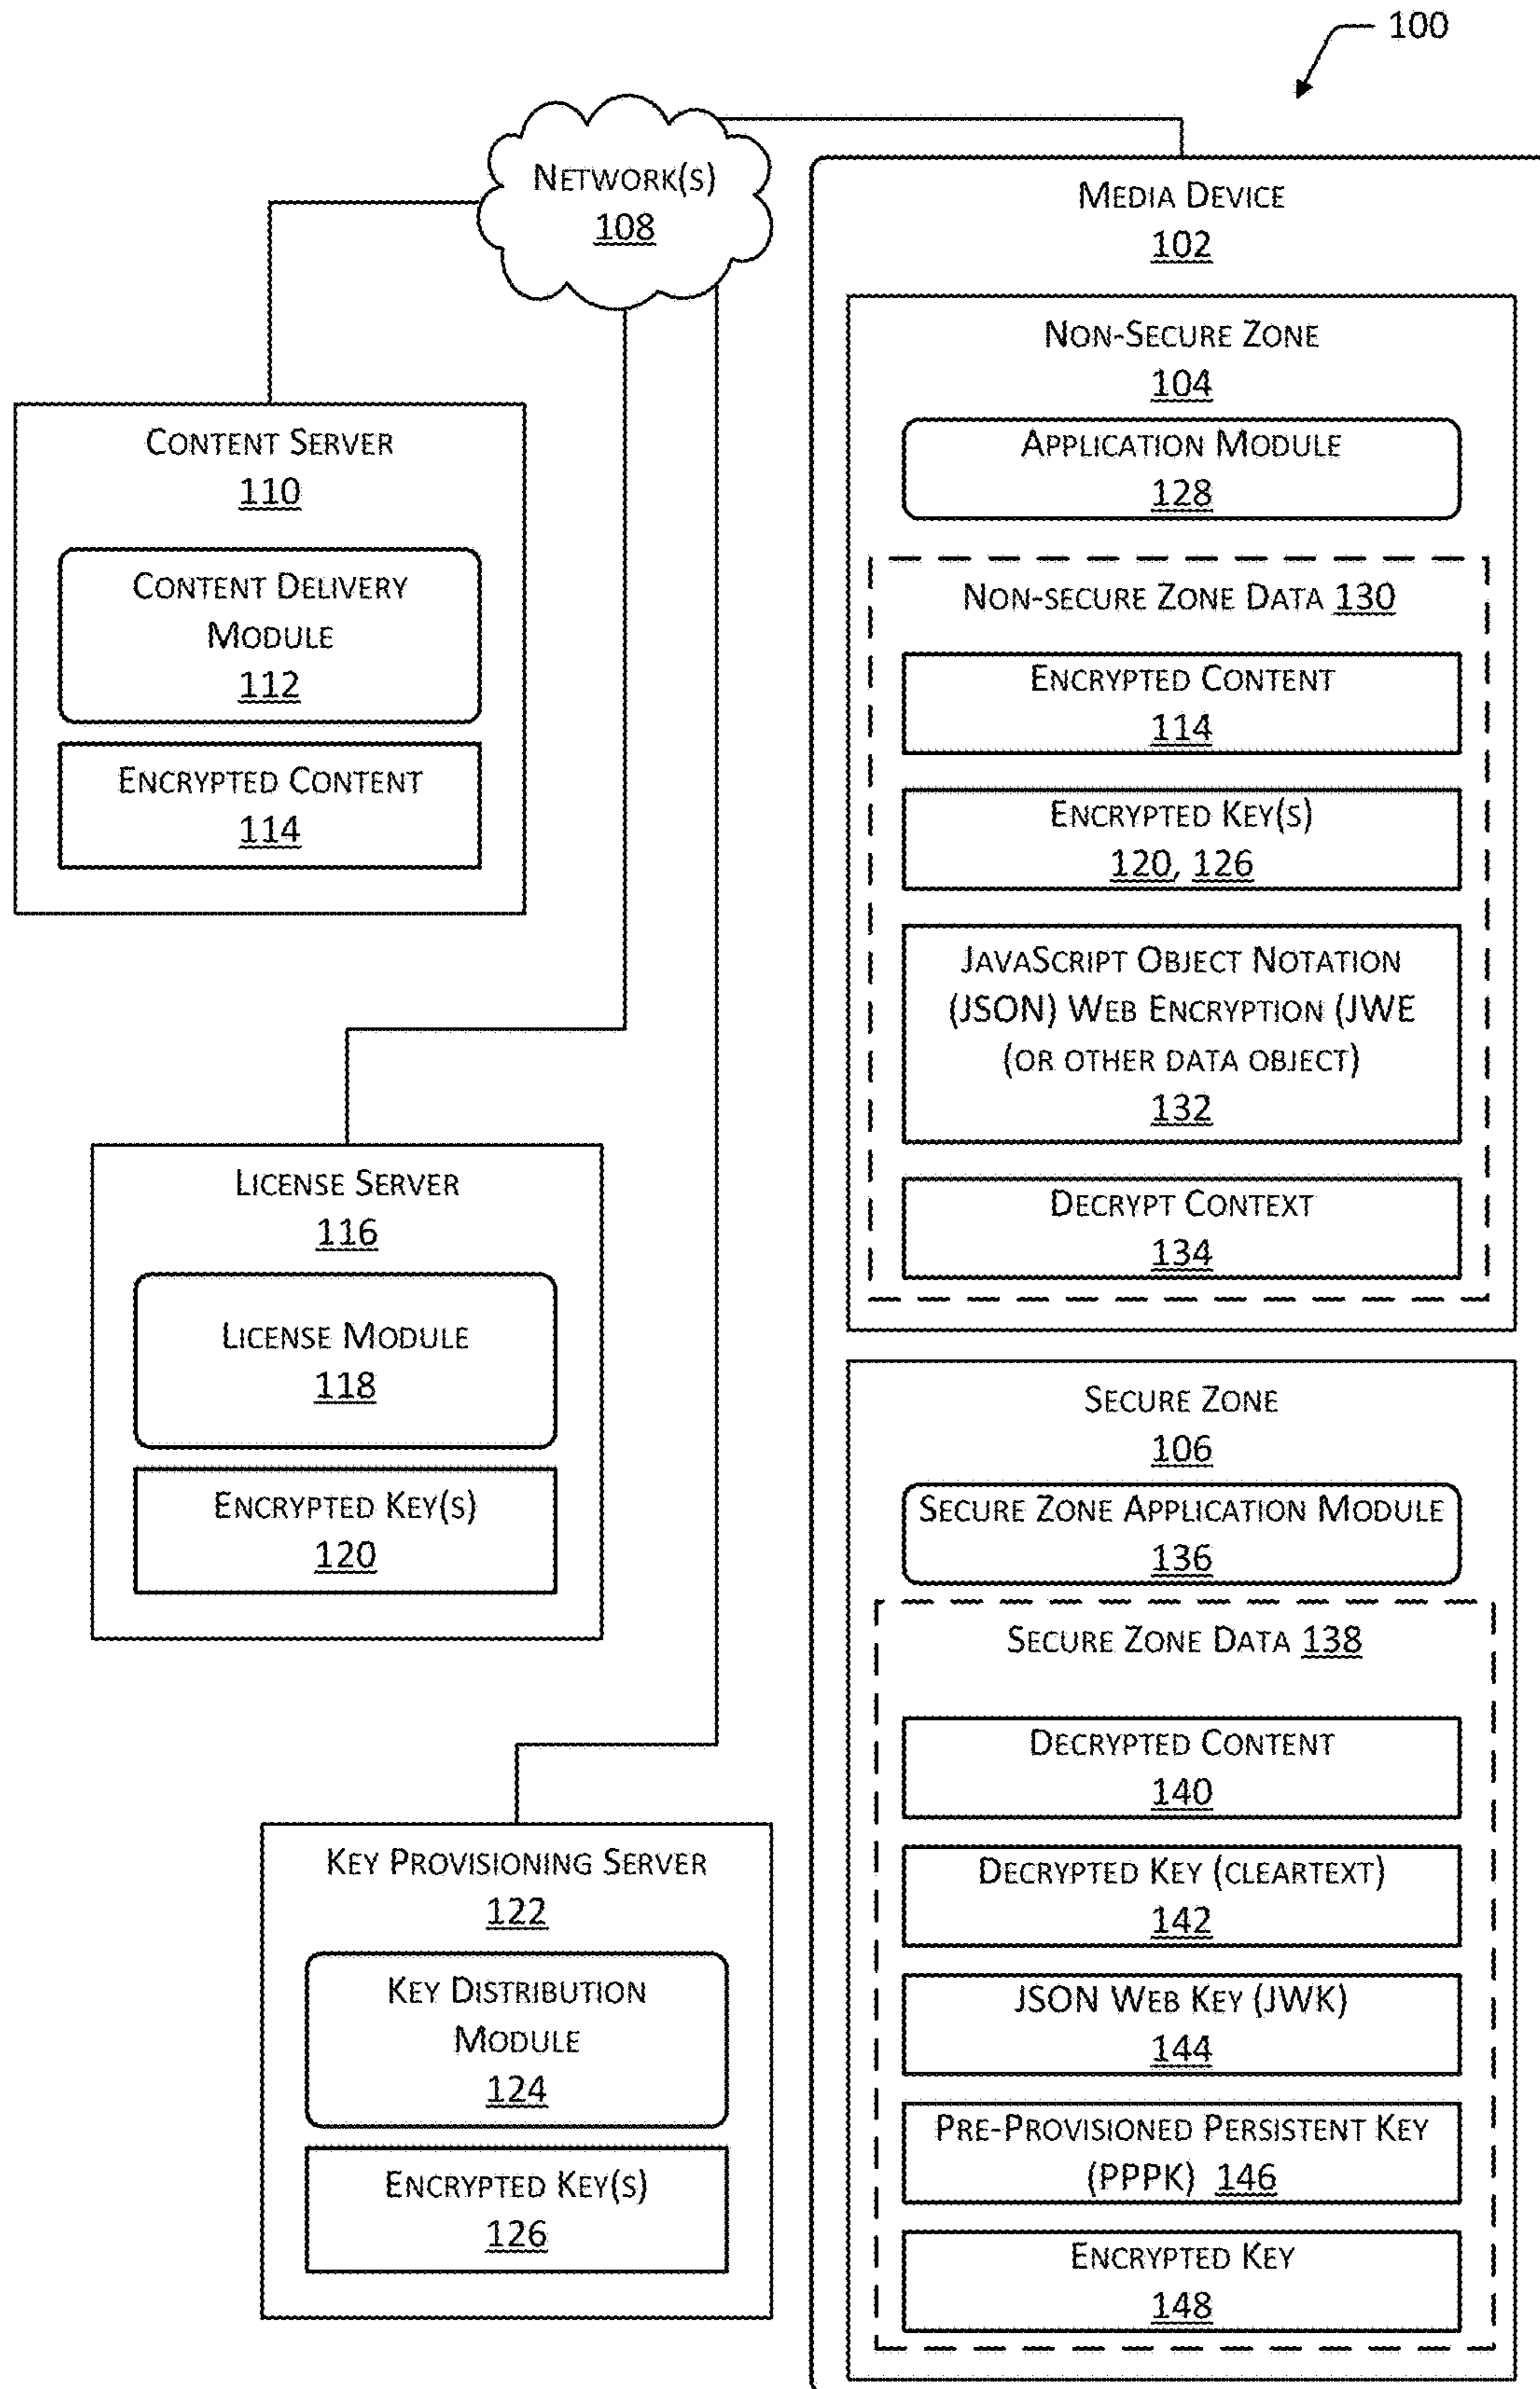 100
NETWORK(S)
108
CONTENT SERVER
110
CONTENT DELIVERY
MODULE
112
ENCRYPTED CONTENT
114
LICENSE SERVER
116
LICENSE MODULE
118
ENCRYPTED KEY(S)
120
KEY PROVISIONING SERVER
122
KEY DISTRIBUTION
MODULE
124
ENCRYPTED KEY(S)
126
MEDIA DEVICE
102
NON-SECURE ZONE
104
APPLICATION MODULE
128
NON-SECURE ZONE DATA 130
ENCRYPTED CONTENT
114
ENCRYPTED KEY(S)
120, 126
JAVASCRIPT OBJECT NOTATION
(JSON) WEB ENCRYPTION (JWE
(OR OTHER DATA OBJECT)
132
DECRYPT CONTEXT
134
SECURE ZONE
106
SECURE ZONE APPLICATION MODULE
136
SECURE ZONE DATA 138
DECRYPTED CONTENT
140
DECRYPTED KEY (CLEARTEXT)
142
JSON WEB KEY (JWK)
144
PRE-PROVISIONED PERSISTENT KEY
(PPPK) 146
ENCRYPTED KEY
148